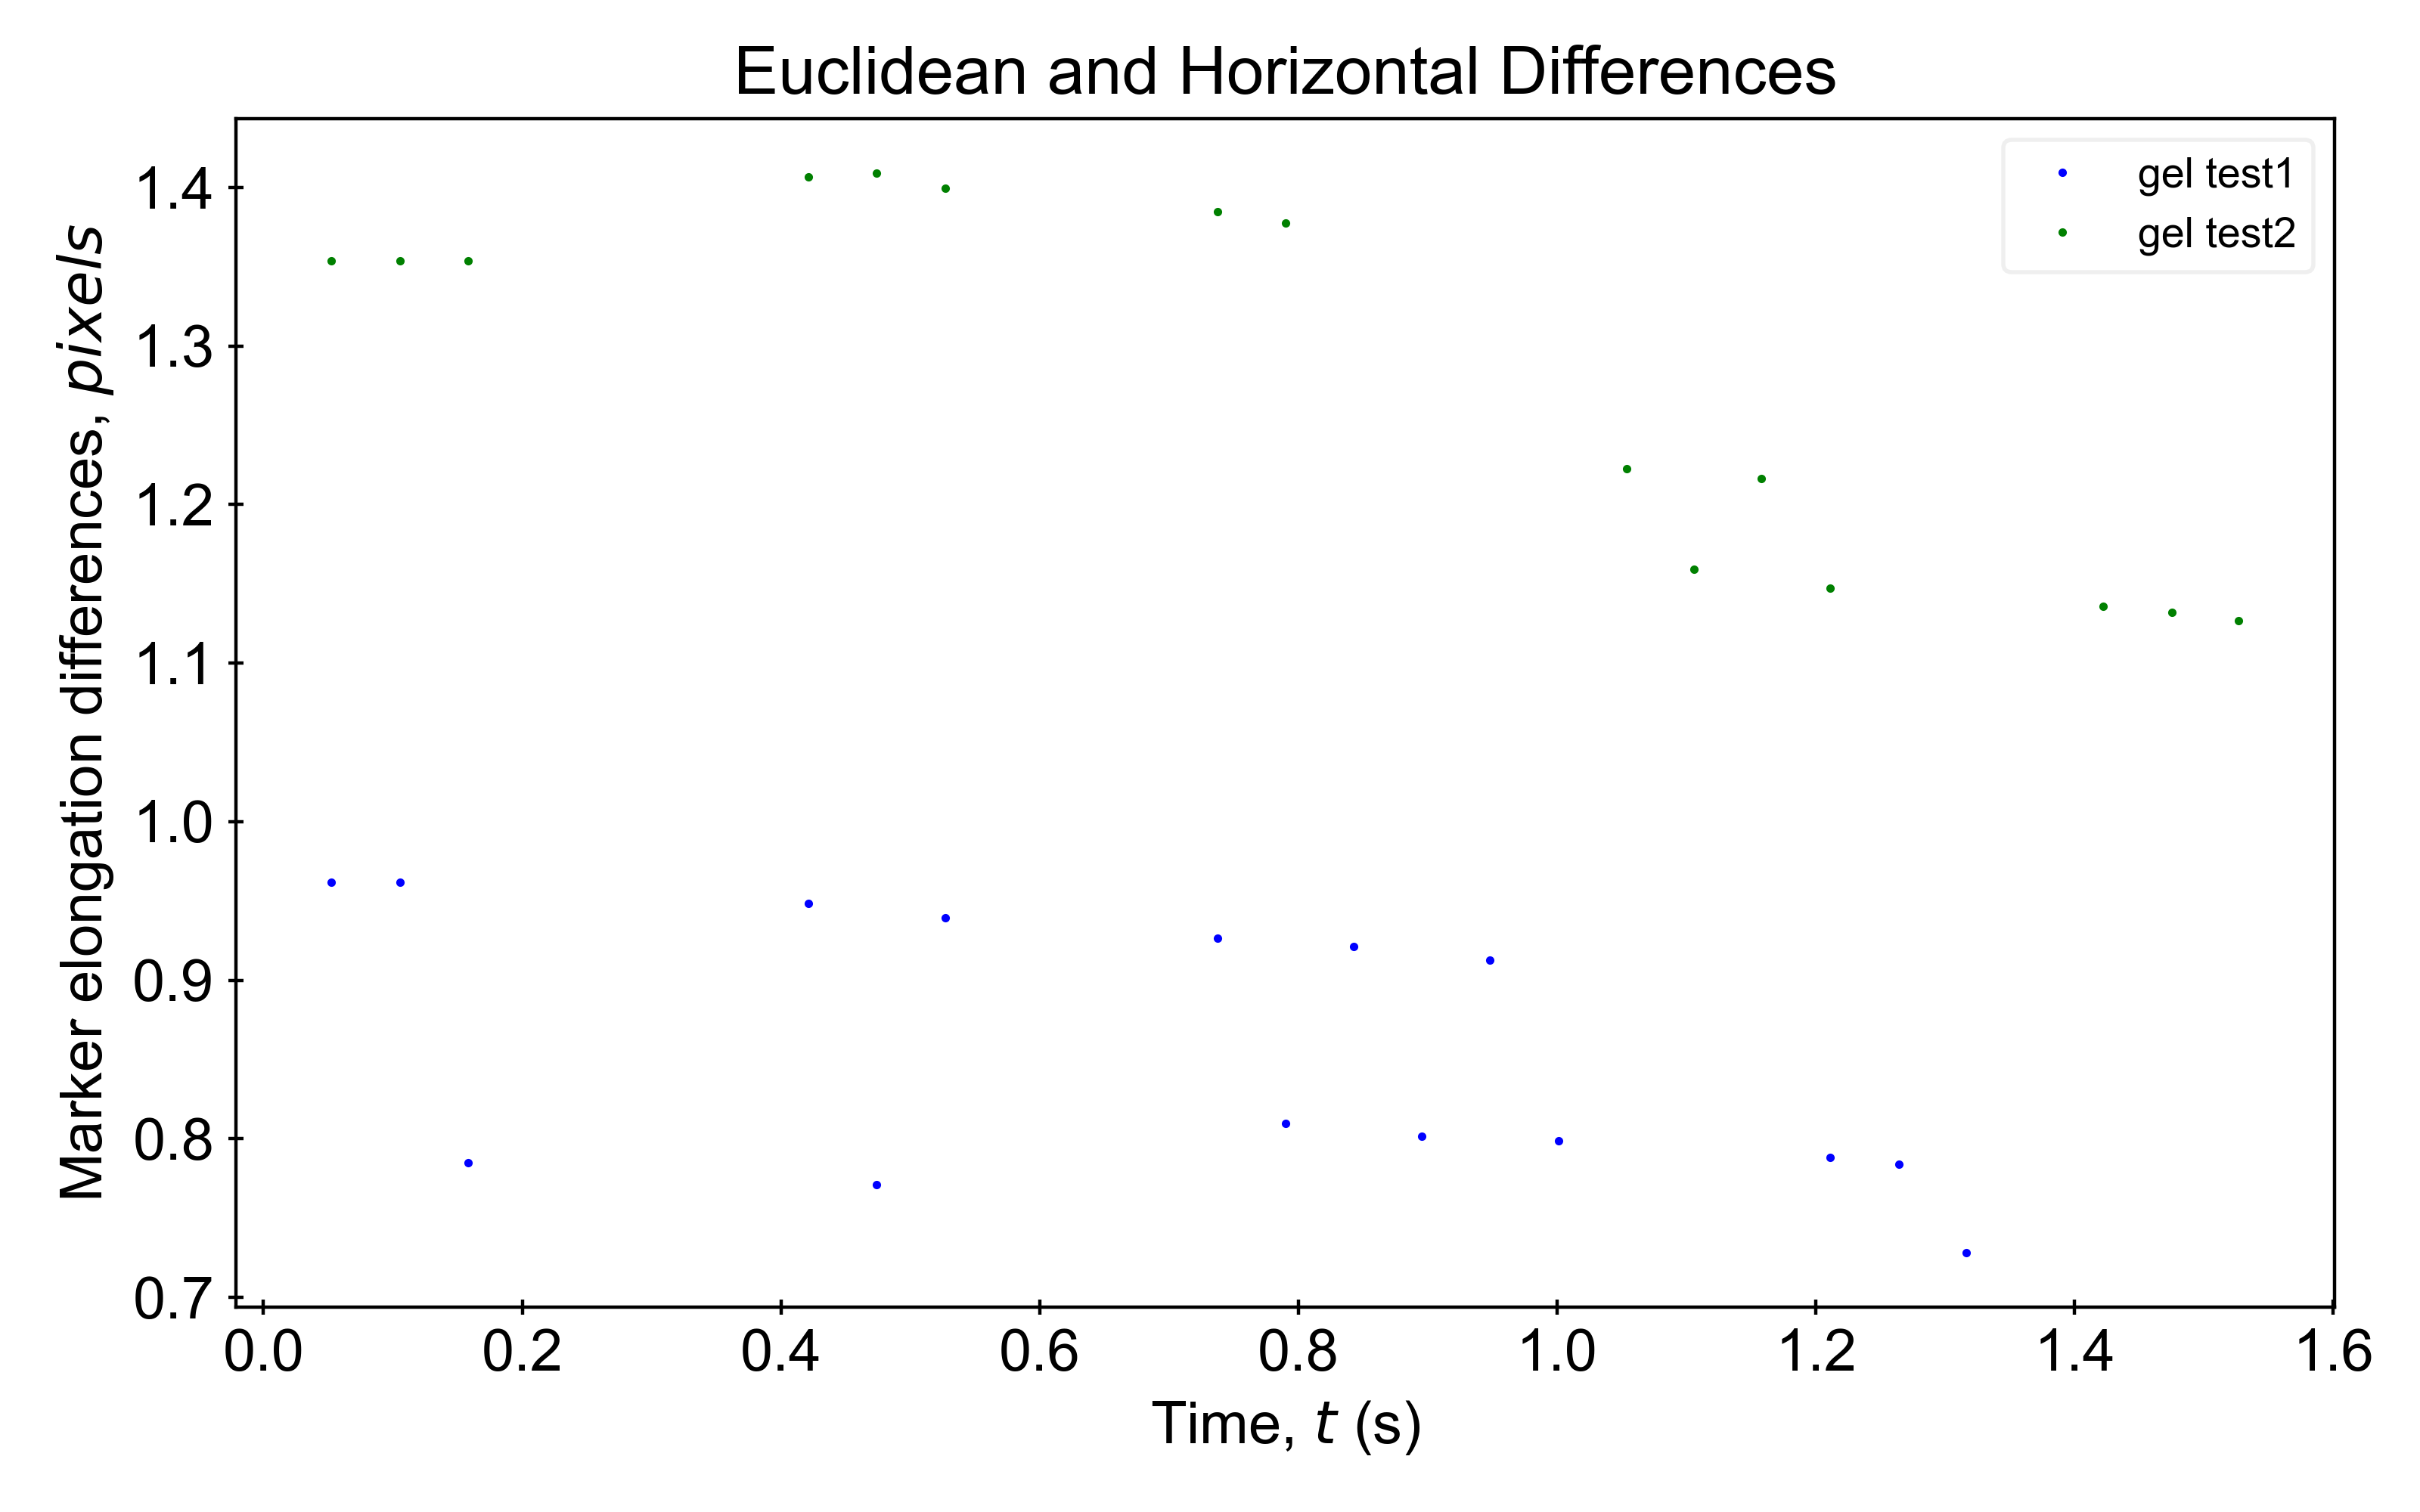 Euclidean and Horizontal Differences
gel test1
gel test2
Marker elongation differences, pixels
1.4
1.3
1.2
1.1
1.0
0.9
0.8
0.7
0.0 0.2 0.4 0.6 0.8 1.0 1.2 1.4 1.6
Time, t (s)